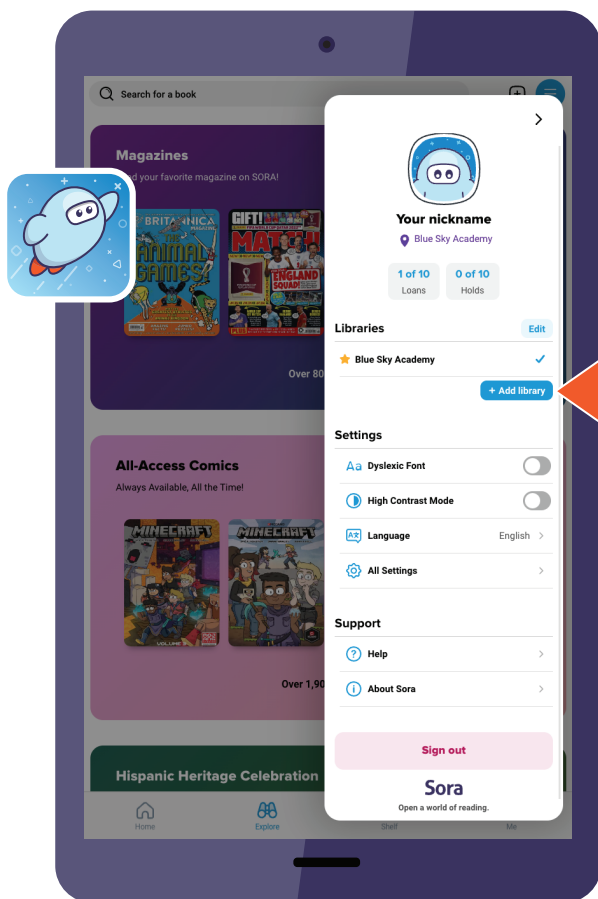 Search for a book
Magazines
your favorite magazine on SORA!
BRITANNICA
MAGAZINE
THE
ANIMAL
GAMES!
GIFT!
MATCH!
ENGLAND
SQUAD!
PLUS
Over 80
All-Access Comics
Always Available, All the Time!
MINECRAFT
VOLUME
MINECRAFT
Over 1,90
Hispanic Heritage Celebration
Home
Explore
Shelf
Me
Your nickname
Blue Sky Academy
1 of 10
Loans
0 of 10
Holds
Libraries
Edit
Blue Sky Academy
+ Add library
Settings
Aa Dyslexic Font
High Contrast Mode
Language
English
All Settings
Support
? Help
i About Sora
Sign out
Sora
Open a world of reading.